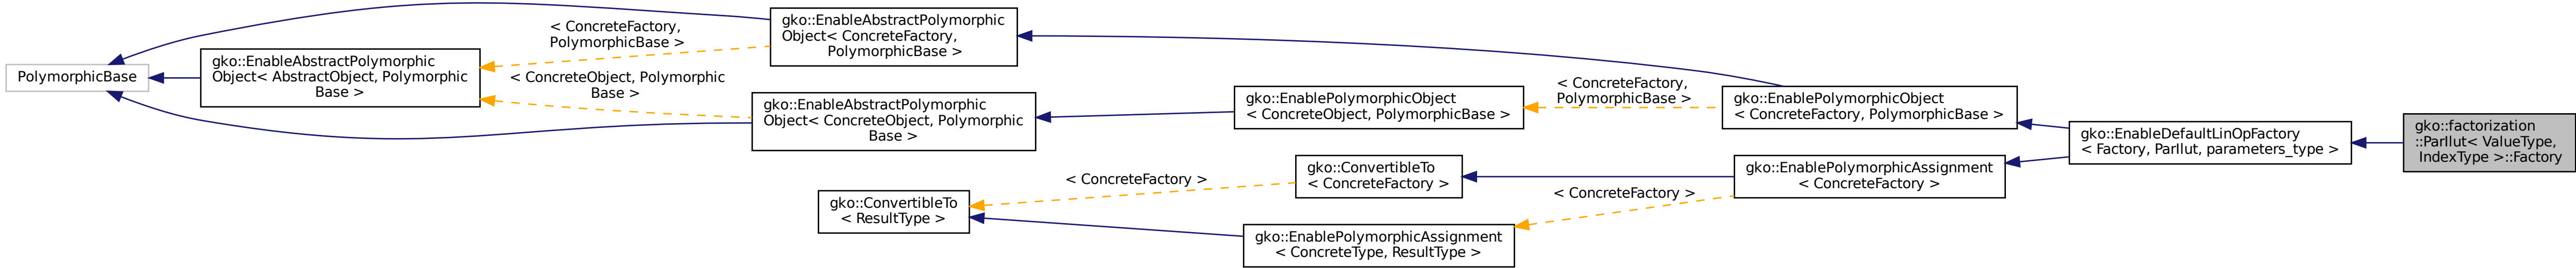 PolymorphicBase
gko::EnableAbstractPolymorphic
Object< AbstractObject, Polymorphic
Base >
< ConcreteFactory,
PolymorphicBase >
< ConcreteObject, Polymorphic
Base >
gko::EnableAbstractPolymorphic
Object< ConcreteFactory,
PolymorphicBase >
gko::EnableAbstractPolymorphic
Object< ConcreteObject, Polymorphic
Base >
gko::ConvertibleTo
< ResultType >
< ConcreteFactory >
gko::EnablePolymorphicObject
< ConcreteObject, PolymorphicBase >
gko::ConvertibleTo
< ConcreteFactory >
gko::EnablePolymorphicAssignment
< ConcreteType, ResultType >
< ConcreteFactory,
PolymorphicBase >
< ConcreteFactory >
gko::EnablePolymorphicObject
< ConcreteFactory, PolymorphicBase >
gko::EnablePolymorphicAssignment
< ConcreteFactory >
gko::EnableDefaultLinOpFactory
< Factory, ParIlut, parameters_type >
gko::factorization
::ParIlut< ValueType,
IndexType >::Factory